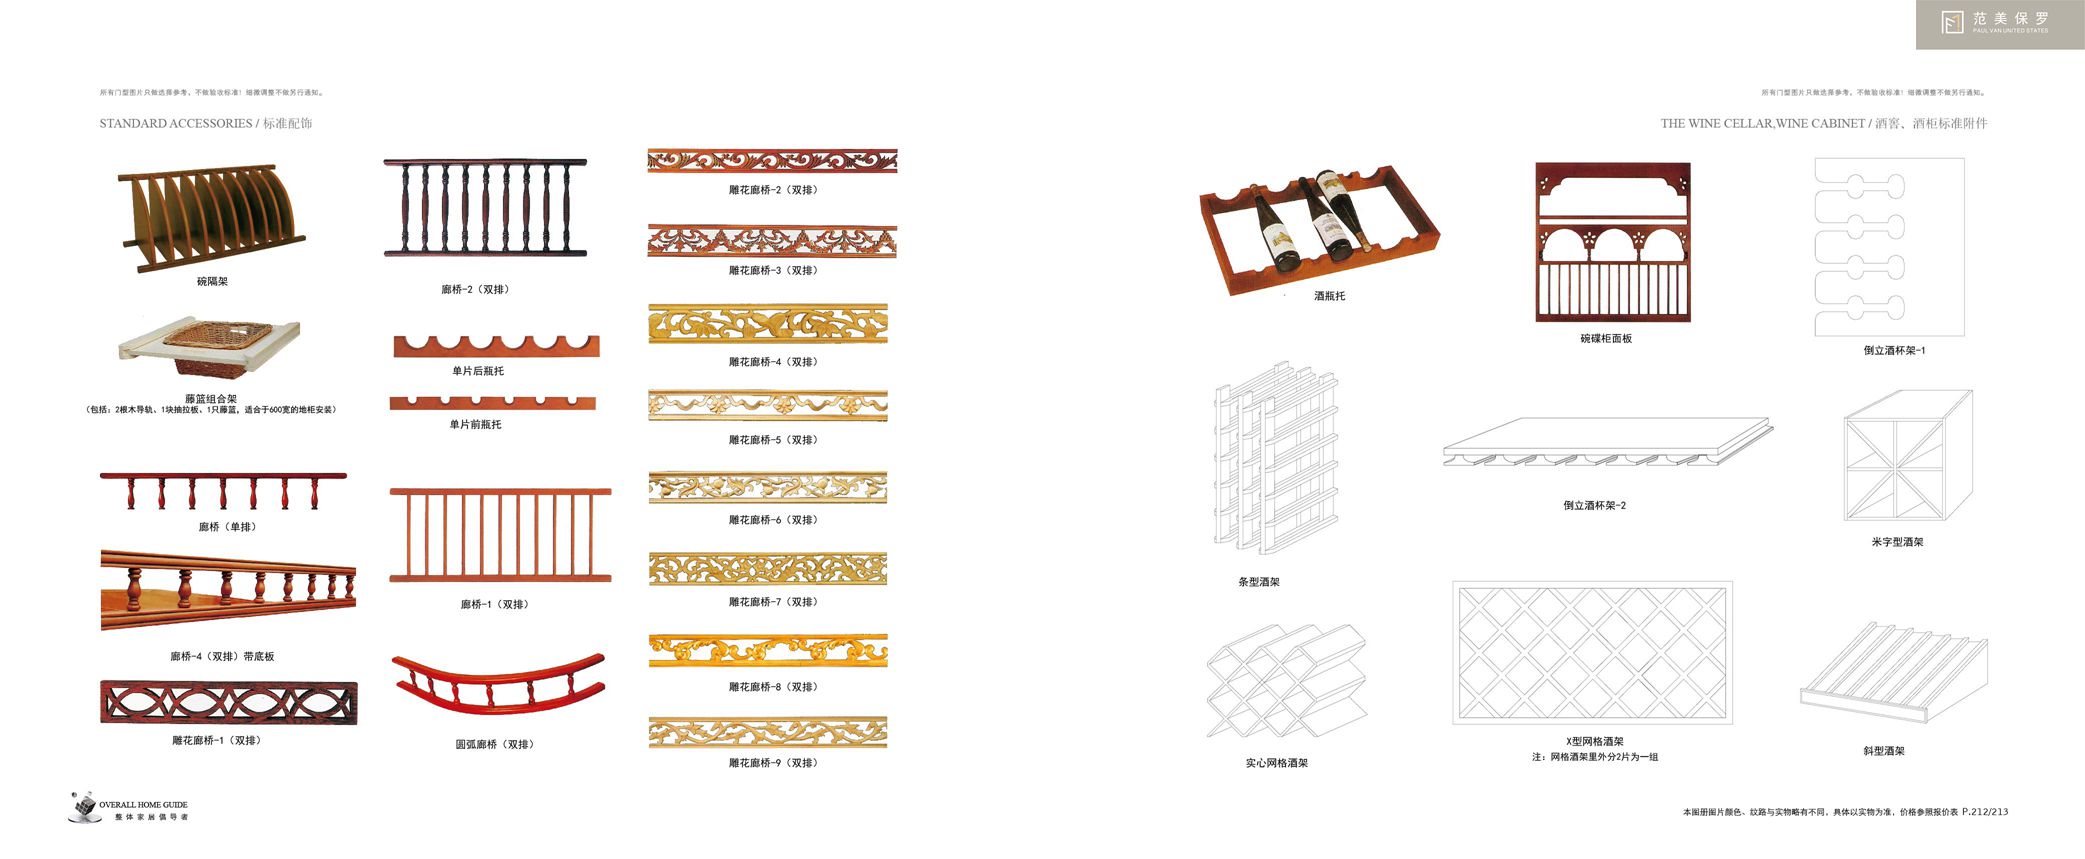 范美保罗
PAUL VAN UNITED STATES
所有门型图片只做选择参考，不做验收标准！细微调整不做另行通知。
STANDARD ACCESSORIES / 标准配饰
碗隔架
藤篮组合架
（包括：2根木导轨、1块抽拉板、1只藤篮，适合于600宽的地柜安装）
廊桥（单排）
廊桥-4（双排）带底板
雕花廊桥-1（双排）
廊桥-2（双排）
单片后瓶托
单片前瓶托
廊桥-1（双排）
圆弧廊桥（双排）
雕花廊桥-2（双排）
雕花廊桥-3（双排）
雕花廊桥-4（双排）
雕花廊桥-5（双排）
雕花廊桥-6（双排）
雕花廊桥-7（双排）
雕花廊桥-8（双排）
雕花廊桥-9（双排）
OVERALL HOME GUIDE
整体家居倡导者
所有门型图片只做选择参考，不做验收标准！细微调整不做另行通知。
THE WINE CELLAR,WINE CABINET / 酒窖、酒柜标准附件
酒瓶托
碗碟柜面板
倒立酒杯架-1
条型酒架
倒立酒杯架-2
米字型酒架
实心网格酒架
X型网格酒架
注：网格酒架里外分2片为一组
斜型酒架
本画册图片颜色、纹路与实物略有不同，具体以实物为准，价格参照报价表 P.212/213